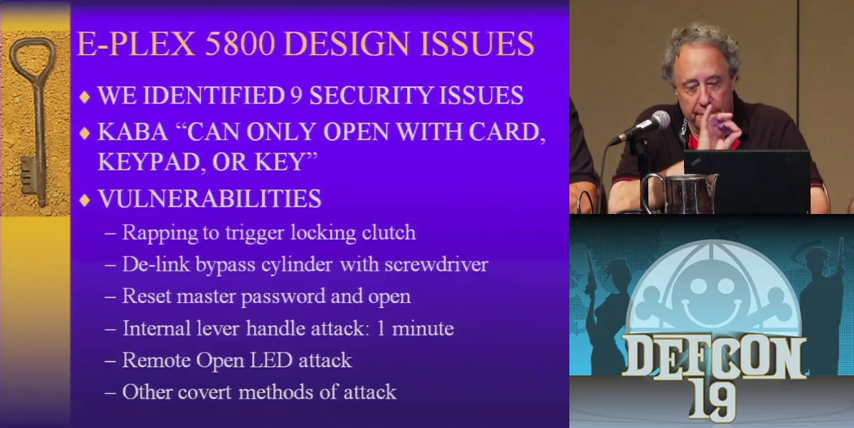 E-PLEX 5800 DESIGN ISSUES
♦ WE IDENTIFIED 9 SECURITY ISSUES
♦ KABA “CAN ONLY OPEN WITH CARD,
KEYPAD, OR KEY”
♦ VULNERABILITIES
– Rapping to trigger locking clutch
– De-link bypass cylinder with screwdriver
– Reset master password and open
– Internal lever handle attack: 1 minute
– Remote Open LED attack
– Other covert methods of attack
DEFCON
19